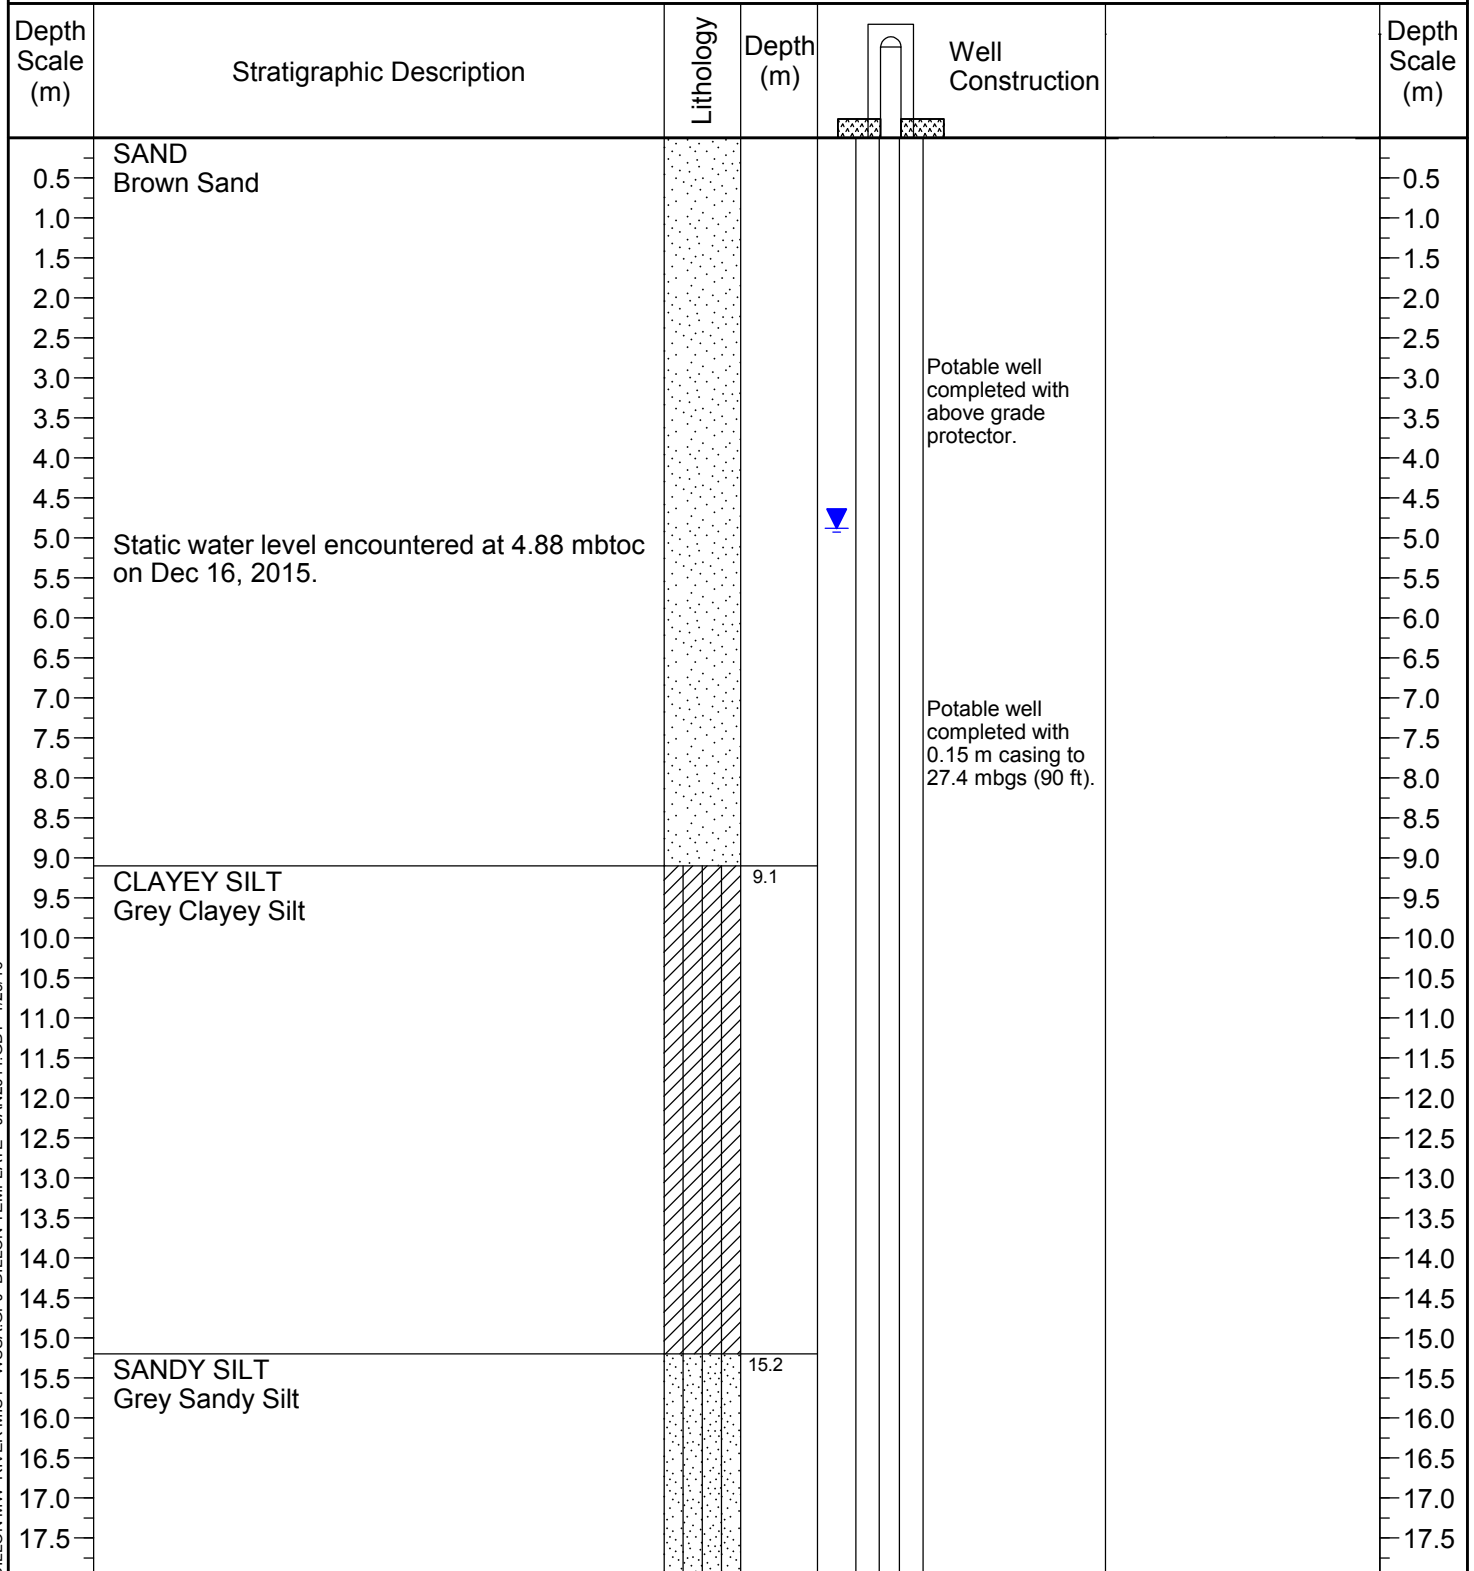 Depth
Scale
(m)
Stratigraphic Description
Lithology
Depth
(m)
Well
Construction
Depth
Scale
(m)
SAND
Brown Sand
0.5
1.0
1.5
2.0
2.5
3.0
3.5
4.0
4.5
5.0
5.5
6.0
6.5
7.0
7.5
8.0
8.5
9.0
9.5
10.0
10.5
11.0
11.5
12.0
12.5
13.0
13.5
14.0
14.5
15.0
15.5
16.0
16.5
17.0
17.5
Static water level encountered at 4.88 mbtoc
on Dec 16, 2015.
CLAYEY SILT
Grey Clayey Silt
SANDY SILT
Grey Sandy Silt
9.1
15.2
Potable well
completed with
above grade
protector.
Potable well
completed with
0.15 m casing to
27.4 mbgs (90 ft).
0.5
1.0
1.5
2.0
2.5
3.0
3.5
4.0
4.5
5.0
5.5
6.0
6.5
7.0
7.5
8.0
8.5
9.0
9.5
10.0
10.5
11.0
11.5
12.0
12.5
13.0
13.5
14.0
14.5
15.0
15.5
16.0
16.5
17.0
17.5